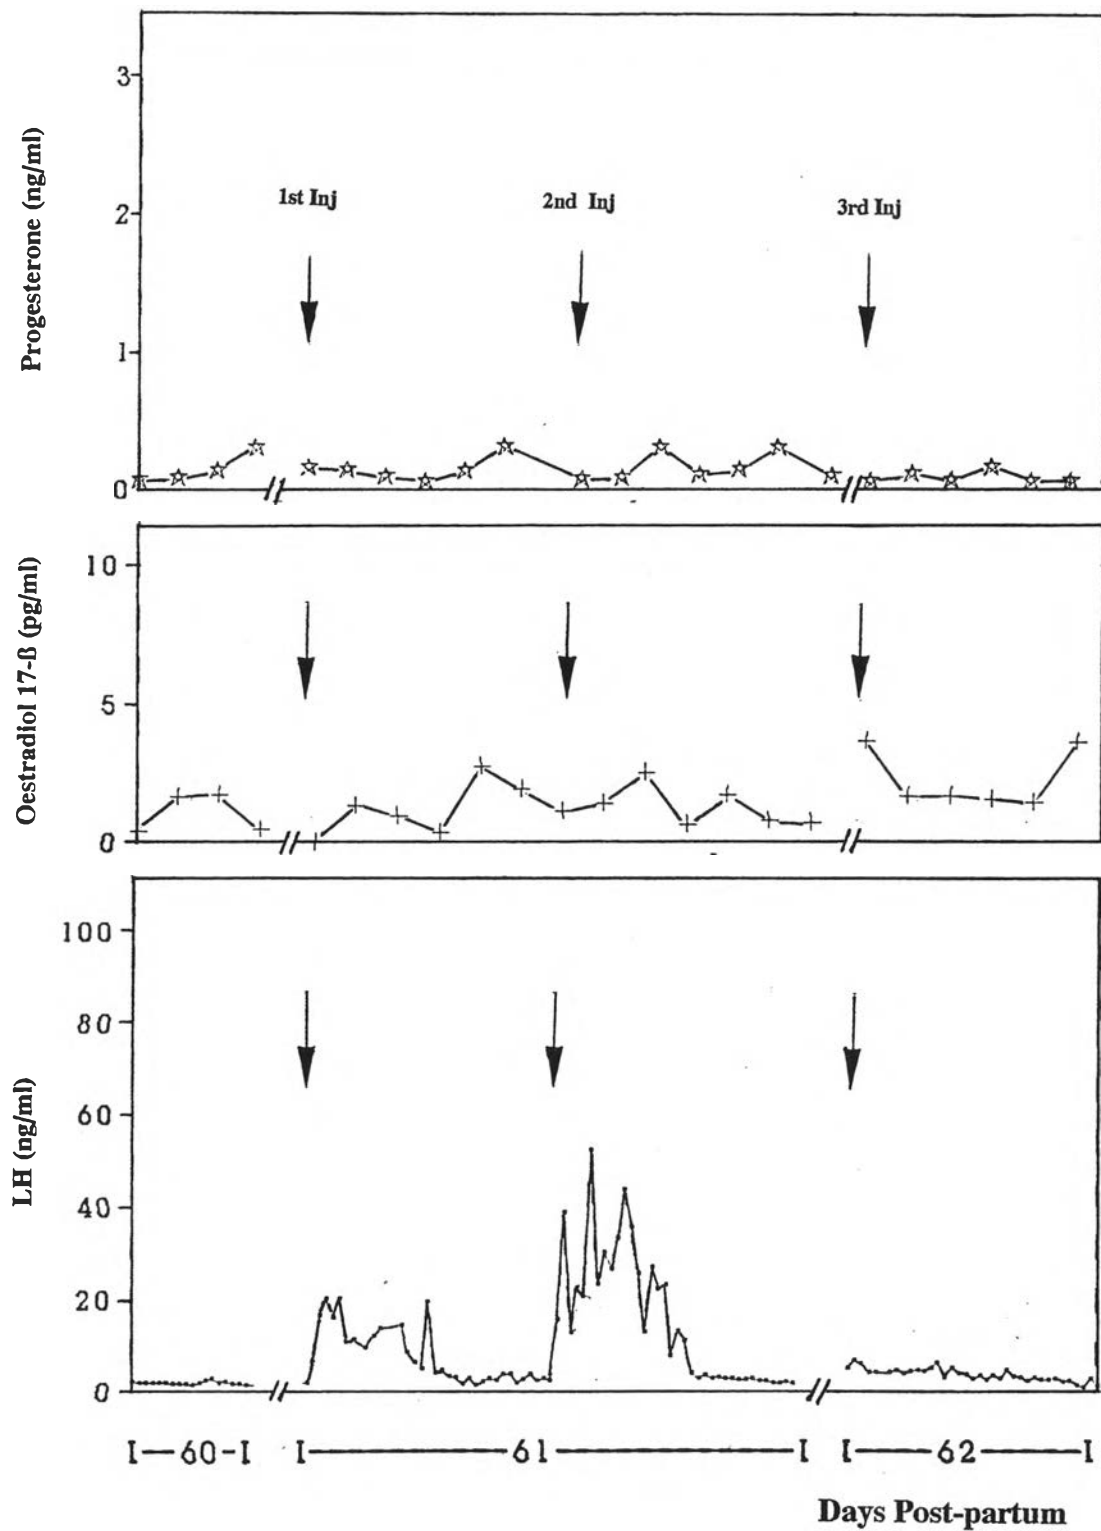 Progesterone (ng/ml)
3
2
1
0
1st Inj
2nd Inj
3rd Inj
Oestradiol 17-ß (pg/ml)
10
5
0
LH (ng/ml)
100
80
60
40
20
0
I—60-I I—61—I I—62—I
Days Post-partum